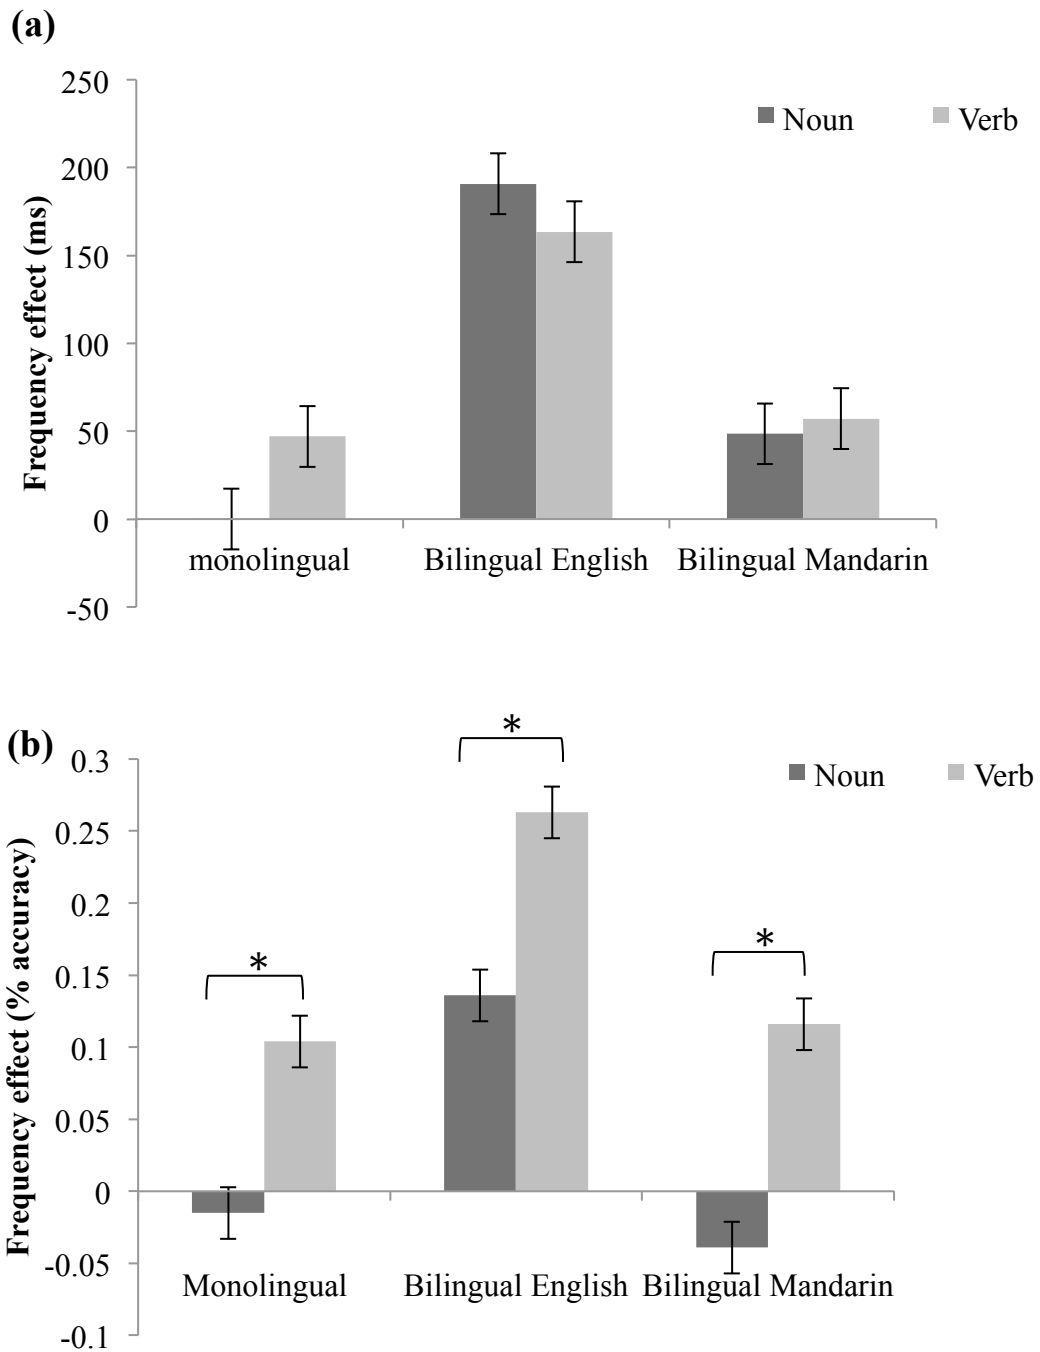 (a)
Frequency effect (ms)
250
200
150
100
50
0
-50
Noun
Verb
monolingual
Bilingual English
Bilingual Mandarin
(b)
Frequency effect (% accuracy)
0.3
0.25
0.2
0.15
0.1
0.05
0
-0.05
-0.1
Noun
Verb
*
*
*
Monolingual
Bilingual English
Bilingual Mandarin